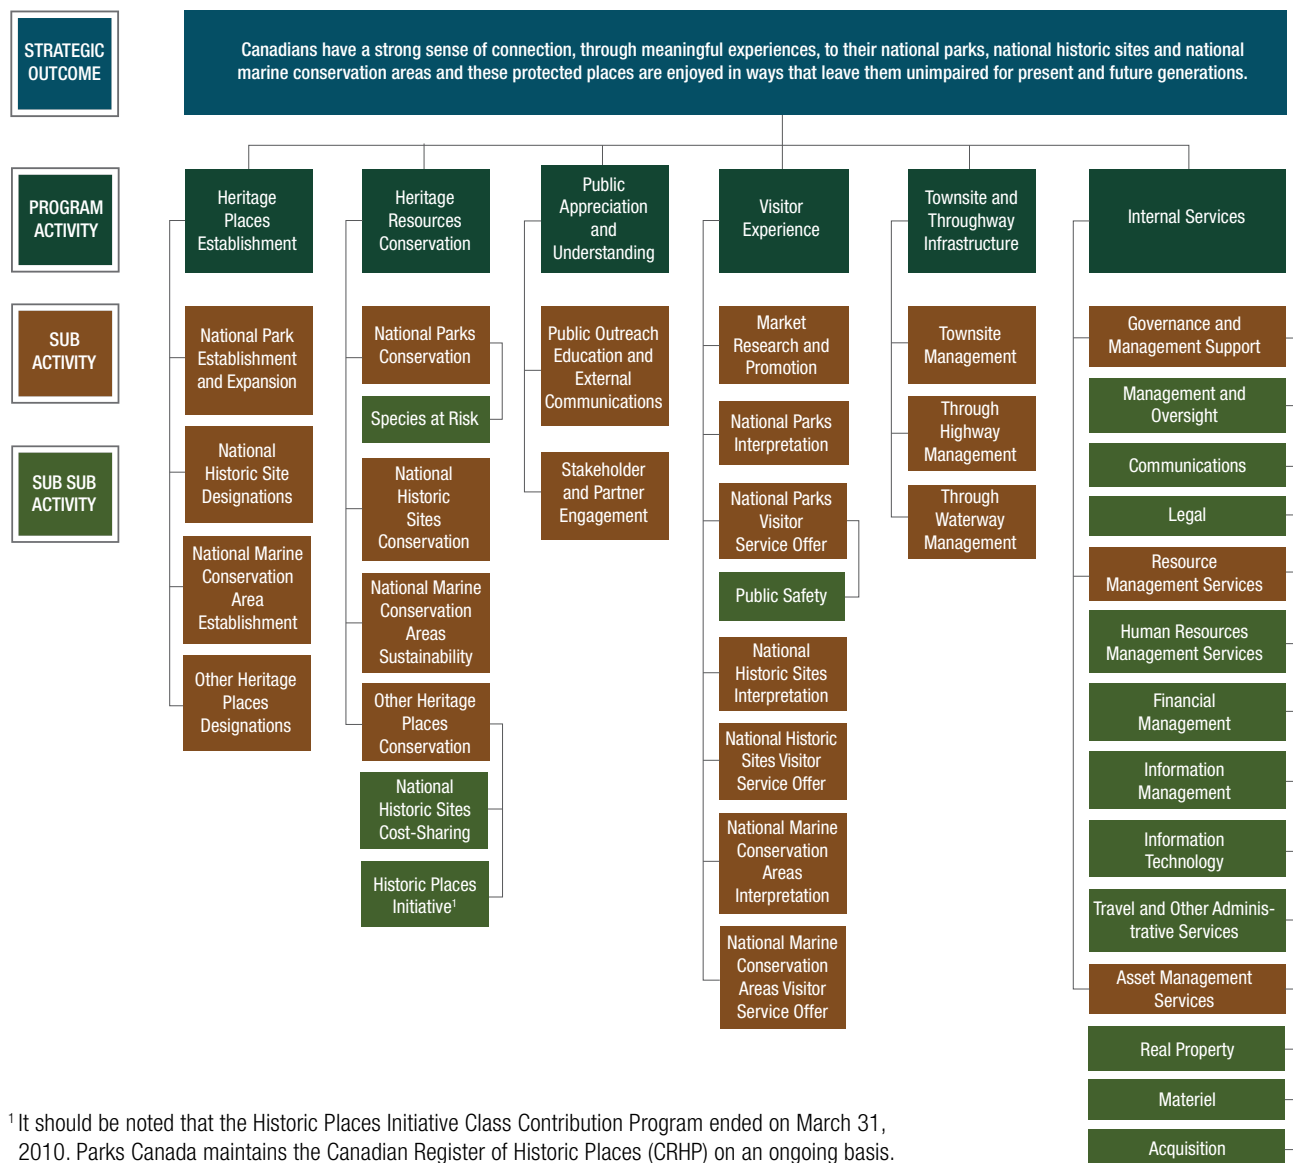 STRATEGIC
OUTCOME
Canadians have a strong sense of connection, through meaningful experiences, to their national parks, national historic sites and national
marine conservation areas and these protected places are enjoyed in ways that leave them unimpaired for present and future generations.
PROGRAM
ACTIVITY
SUB
ACTIVITY
SUB SUB
ACTIVITY
Heritage
Places
Establishment
National Park
Establishment
and Expansion
National
Historic Site
Designations
National Marine
Conservation
Area
Establishment
Other Heritage
Places
Designations
Heritage
Resources
Conservation
National Parks
Conservation
Species at Risk
National
Historic
Sites
Conservation
National Marine
Conservation
Areas
Sustainability
Other Heritage
Places
Conservation
National
Historic Sites
Cost-Sharing
Historic Places
Initiative¹
Public
Appreciation
and
Understanding
Public Outreach
Education and
External
Communications
Stakeholder
and Partner
Engagement
Visitor
Experience
Market
Research and
Promotion
National Parks
Interpretation
National Parks
Visitor
Service Offer
Public Safety
National
Historic Sites
Interpretation
National Historic
Sites Visitor
Service Offer
National Marine
Conservation
Areas
Interpretation
National Marine
Conservation
Areas Visitor
Service Offer
Townsite and
Throughway
Infrastructure
Townsite
Management
Through
Highway
Management
Through
Waterway
Management
Internal Services
Governance and
Management Support
Management and
Oversight
Communications
Legal
Resource
Management Services
Human Resources
Management Services
Financial
Management
Information
Management
Information
Technology
Travel and Other Adminis-
trative Services
Asset Management
Services
Real Property
Materiel
Acquisition
¹ It should be noted that the Historic Places Initiative Class Contribution Program ended on March 31,
2010. Parks Canada maintains the Canadian Register of Historic Places (CRHP) on an ongoing basis.